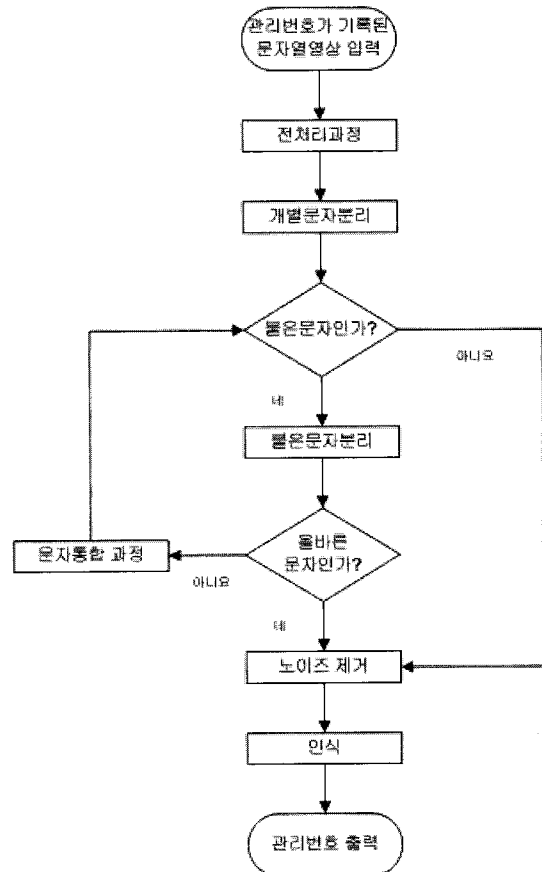 관리번호가 기록된
문자열영상 입력
전처리과정
개별문자분리
붙은문자인가?
아니요
네
붙은문자분리
올바른
문자인가?
문자통합 과정
아니요
네
노이즈 제거
인식
관리번호 출력